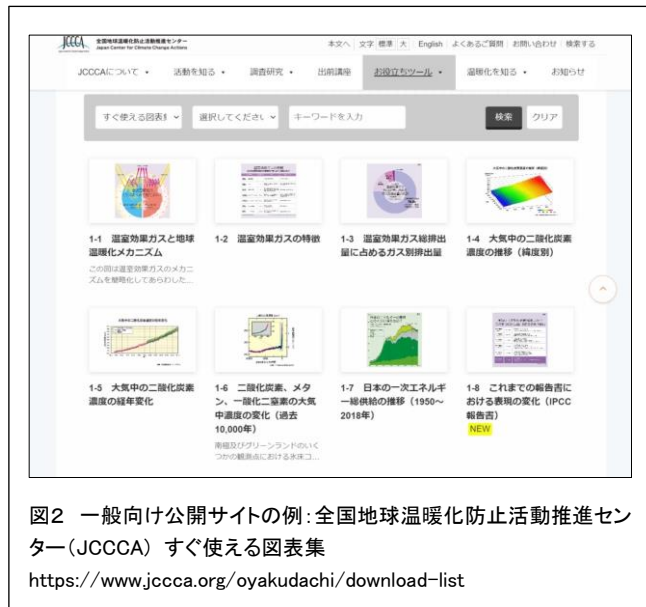 JCCCA 全国地球温暖化防止活動推進センター
Japan Center for Climate Change Actions
本文へ 文字 標準 大 English よくあるご質問 お問い合わせ 検索する
JCCCAについて 活動を知る 調査研究 出前講座 お役立ちツール 温暖化を知る お知らせ
すぐ使える図表集 選択してください キーワードを入力 検索 クリア
1-1 温室効果ガスと地球
温暖化メカニズム
この図は温室効果ガスのメカニ
ズムを簡略化してあらわした...
1-2 温室効果ガスの特徴
1-3 温室効果ガス総排出
量に占めるガス別排出量
1-4 大気中の二酸化炭素
濃度の推移（緯度別）
1-5 大気中の二酸化炭素
濃度の経年変化
1-6 二酸化炭素、メタ
ン、一酸化二窒素の大気
中濃度の変化（過去
10,000年）
南極及びグリーンランドのいく
つかの観測点における氷床コ...
1-7 日本の一次エネルギ
ー総供給の推移（1950～
2018年）
1-8 これまでの報告書に
おける表現の変化（IPCC
報告書）
NEW
図2 一般向け公開サイトの例：全国地球温暖化防止活動推進セン
ター（JCCCA） すぐ使える図表集
https://www.jccca.org/oyakudachi/download-list